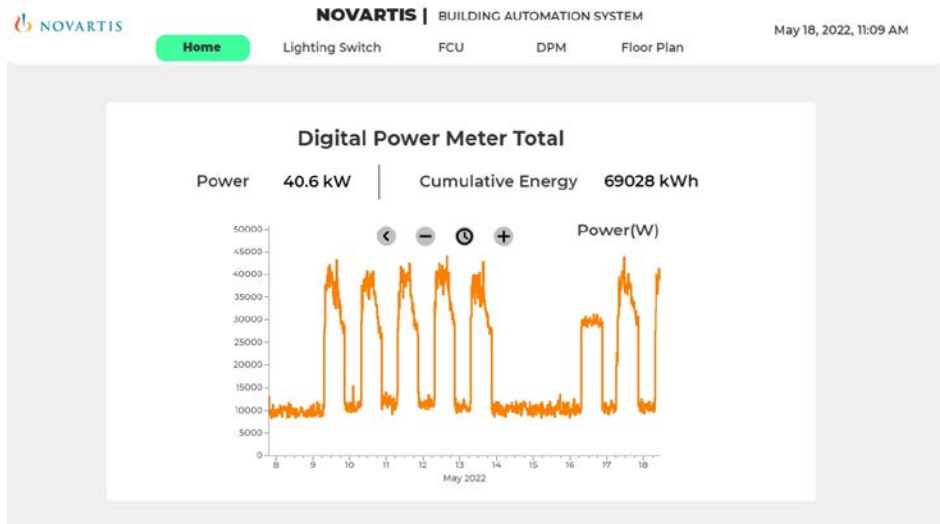 NOVARTIS
NOVARTIS | BUILDING AUTOMATION SYSTEM
May 18, 2022, 11:09 AM
Home Lighting Switch FCU DPM Floor Plan
Digital Power Meter Total
Power 40.6 kW Cumulative Energy 69028 kWh
Power(W)
50000
45000
40000
35000
30000
25000
20000
15000
10000
5000
0
8 9 10 11 12 13 14 15 16 17 18
May 2022